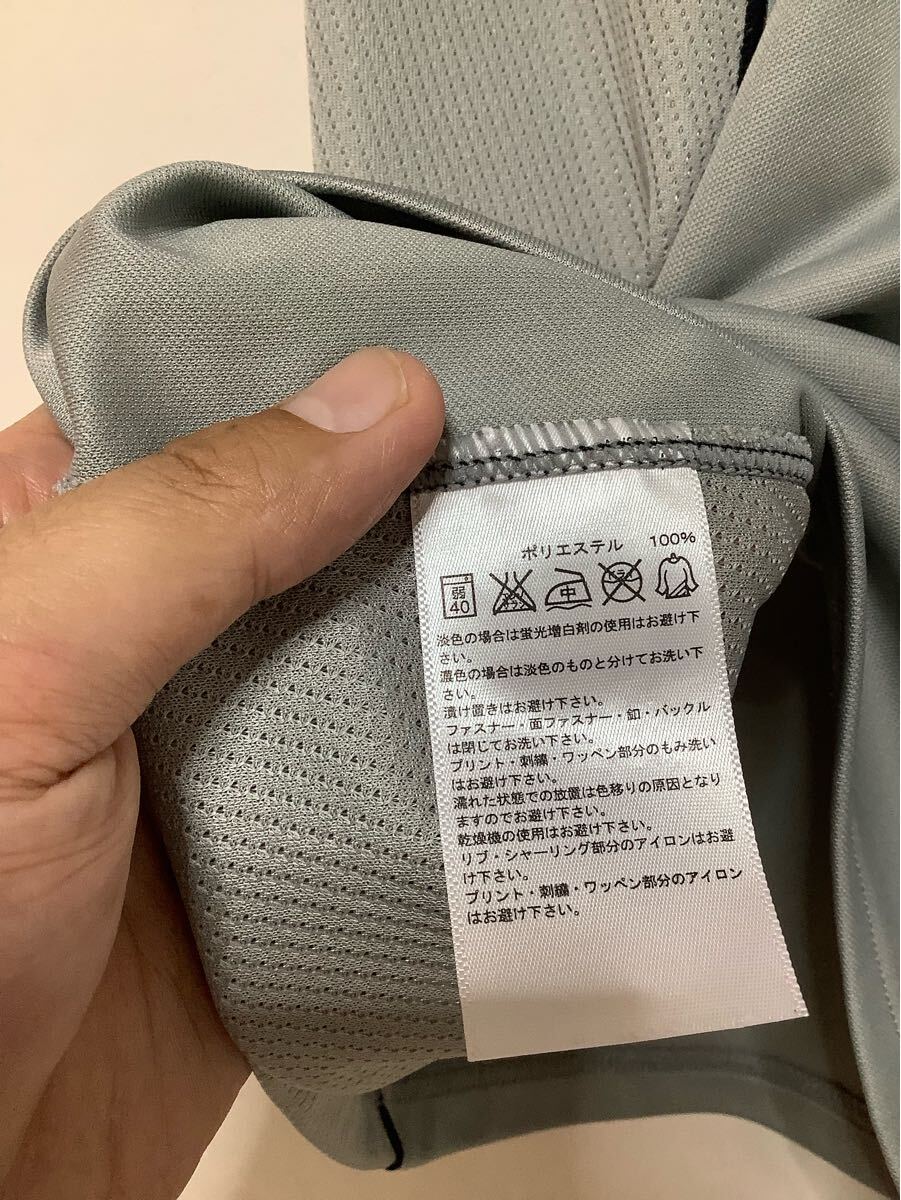 ポリエステル 100%
弱 40 エンソサラシ 中 ドライ
淡色の場合は蛍光増白剤の使用はお避け下
さい。
濃色の場合は淡色のものと分けてお洗い下
さい。
漬け置きはお避け下さい。
ファスナー・面ファスナー・釦・バックル
は閉じてお洗い下さい。
プリント・刺繍・ワッペン部分のもみ洗い
はお避け下さい。
濡れた状態での放置は色移りの原因となり
ますのでお避け下さい。
乾燥機の使用はお避け下さい。
リブ・シャーリング部分のアイロンはお避
け下さい。
プリント・刺繍・ワッペン部分のアイロン
はお避け下さい。